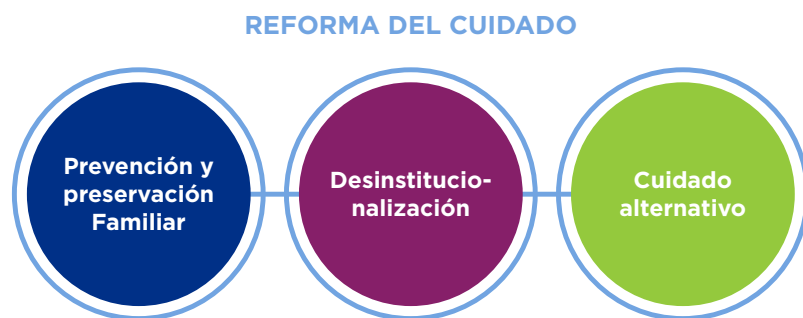 REFORMA DEL CUIDADO
Prevención y
preservación
Familiar
Desinstitucio-
nalización
Cuidado
alternativo